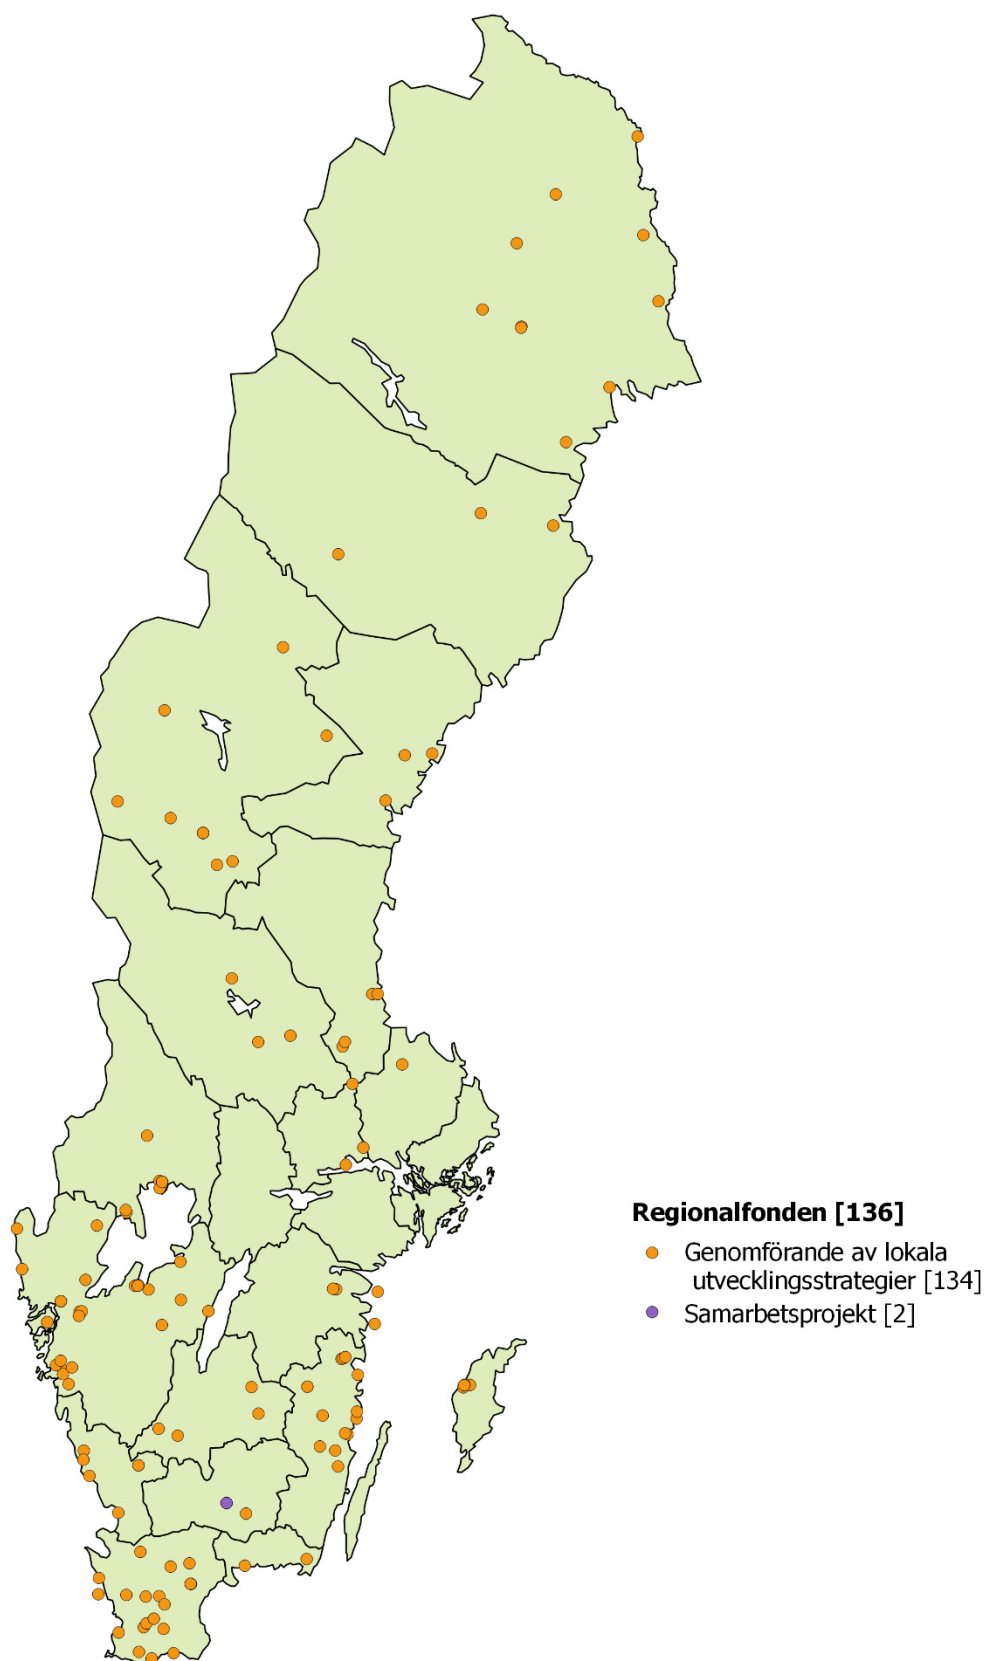 Regionalfonden [136]
Genomförande av lokala
utvecklingsstrategier [134]
Samarbetsprojekt [2]